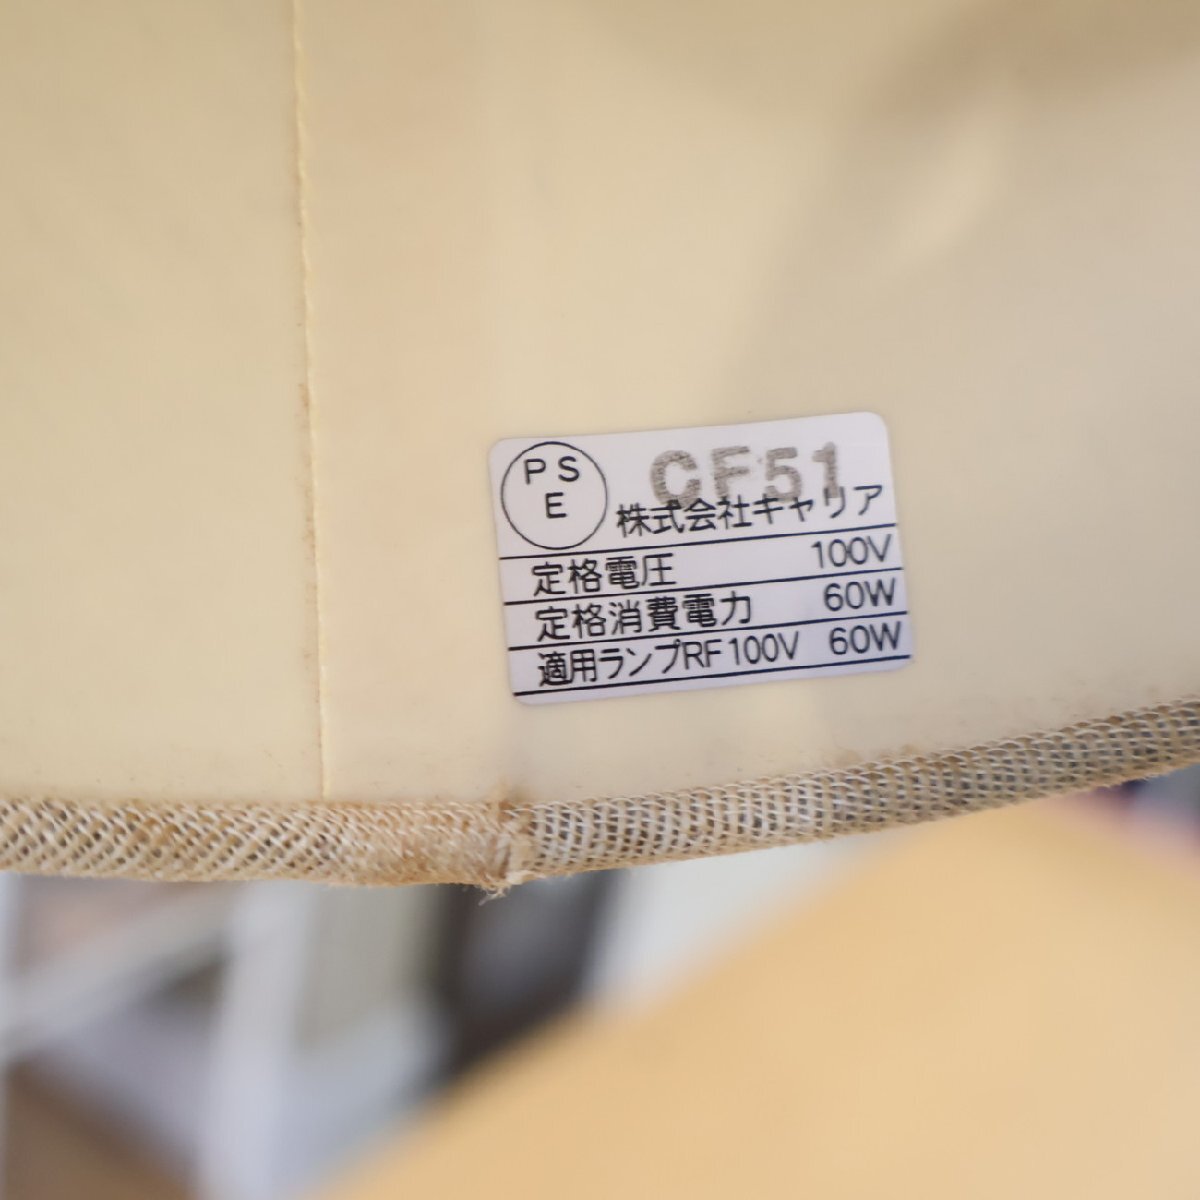 PS
E
CF51
株式会社キャリア
定格電圧 100V
定格消費電力 60W
適用ランプRF100V 60W